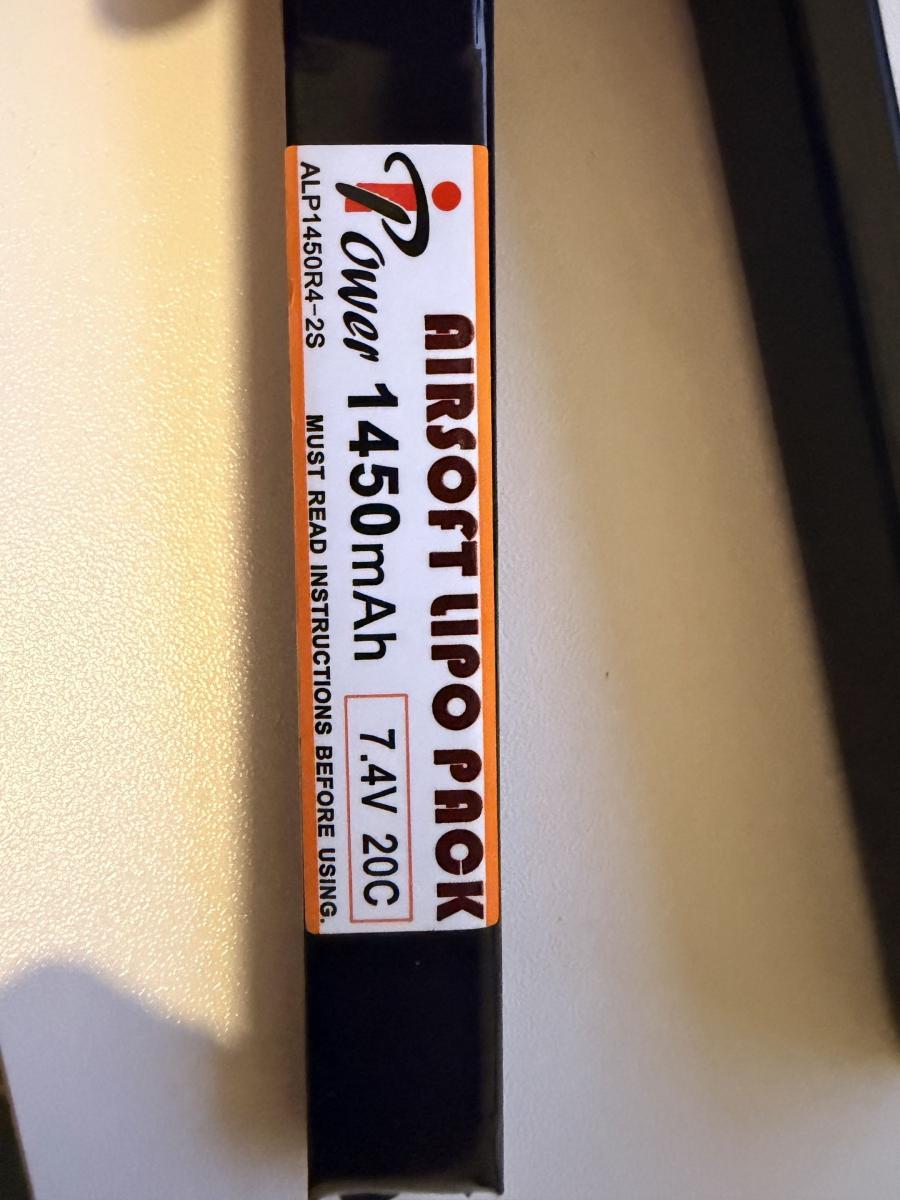 AIRSOFT LIPO PACK
iPower 1450mAh 7.4V 20C
ALP1450R4-2S MUST READ INSTRUCTIONS BEFORE USING.